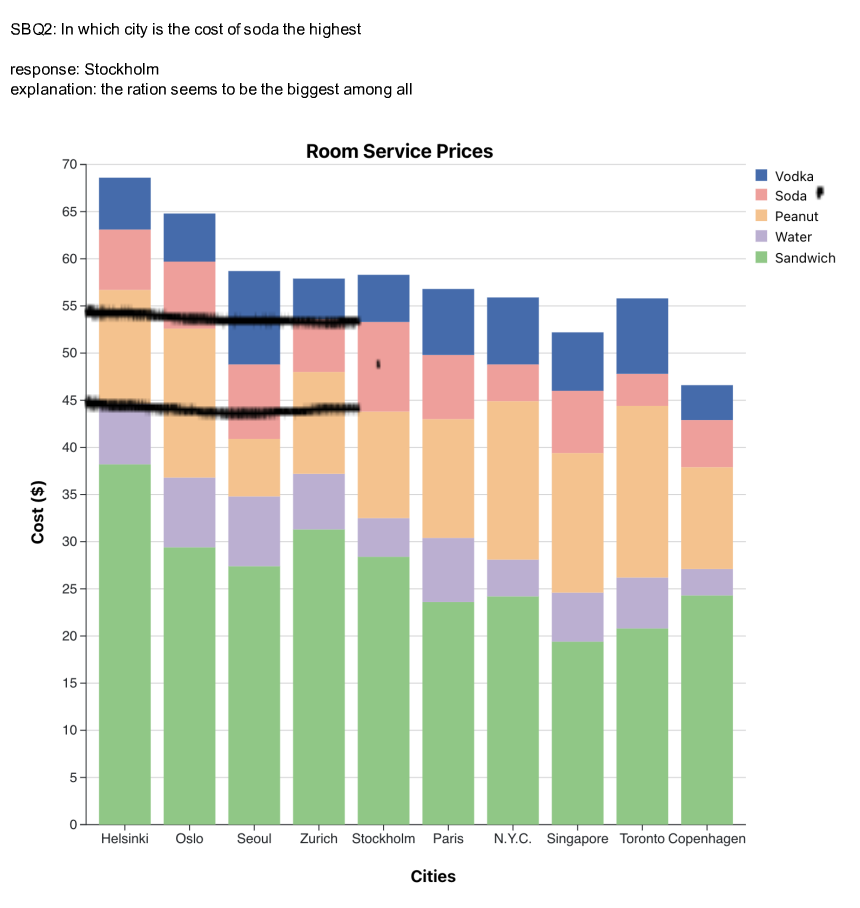 SBQ2: In which city is the cost of soda the highest
response: Stockholm
explanation: the ration seems to be the biggest among all
Room Service Prices
70
65
60
55
50
45
40
35
30
25
20
15
10
5
0
Cost ($)
Vodka
Soda
Peanut
Water
Sandwich
Helsinki Oslo Seoul Zurich Stockholm Paris N.Y.C. Singapore Toronto Copenhagen
Cities